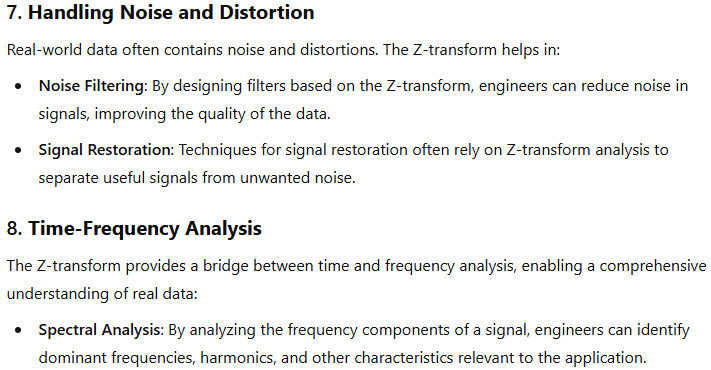 7. Handling Noise and Distortion
Real-world data often contains noise and distortions. The Z-transform helps in:
• Noise Filtering: By designing filters based on the Z-transform, engineers can reduce noise in
signals, improving the quality of the data.
• Signal Restoration: Techniques for signal restoration often rely on Z-transform analysis to
separate useful signals from unwanted noise.
8. Time-Frequency Analysis
The Z-transform provides a bridge between time and frequency analysis, enabling a comprehensive
understanding of real data:
• Spectral Analysis: By analyzing the frequency components of a signal, engineers can identify
dominant frequencies, harmonics, and other characteristics relevant to the application.